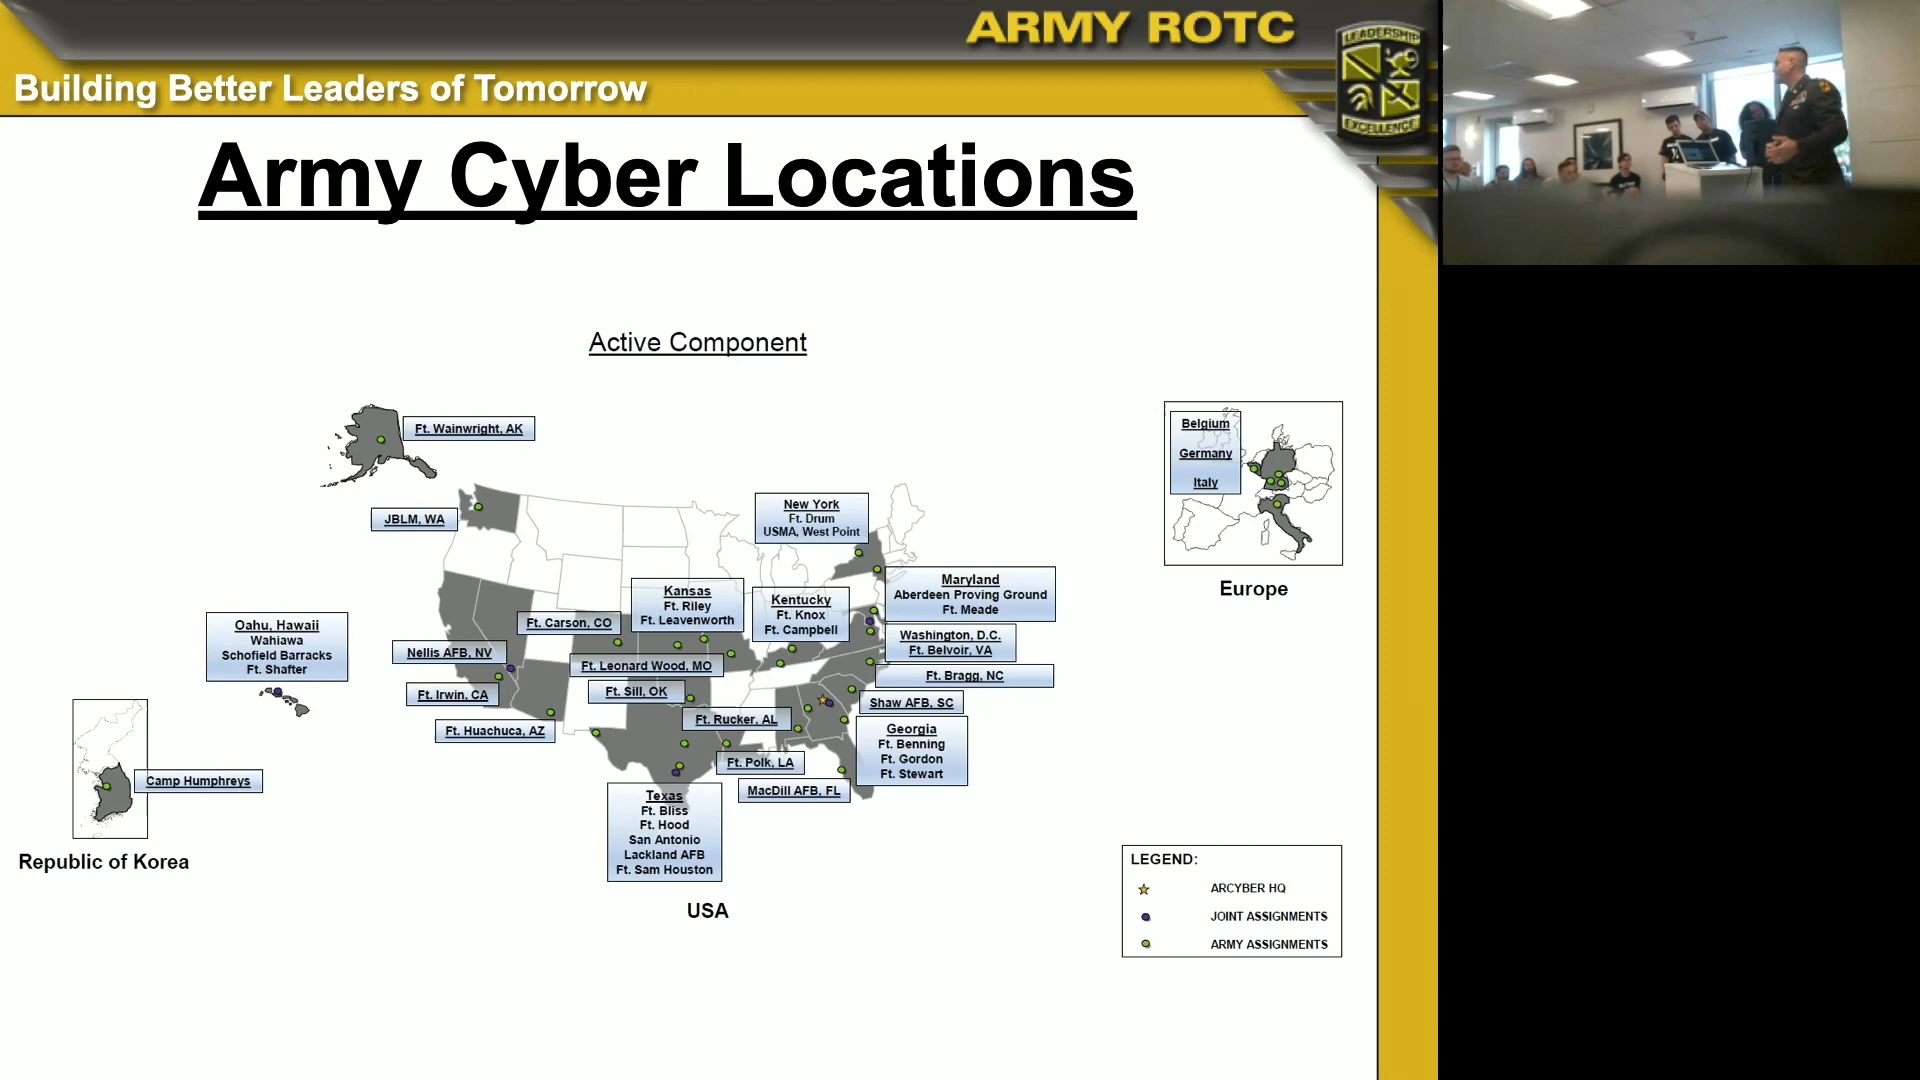 ARMY ROTC
LEADERSHIP
EXCELLENCE
Building Better Leaders of Tomorrow
Army Cyber Locations
Active Component
Ft. Wainwright, AK
JBLM, WA
New York
Ft. Drum
USMA, West Point
Belgium
Germany
Italy
Europe
Maryland
Aberdeen Proving Ground
Ft. Meade
Kansas
Ft. Riley
Ft. Leavenworth
Kentucky
Ft. Knox
Ft. Campbell
Oahu, Hawaii
Wahiawa
Schofield Barracks
Ft. Shafter
Ft. Carson, CO
Washington, D.C.
Ft. Belvoir, VA
Nellis AFB, NV
Ft. Leonard Wood, MO
Ft. Bragg, NC
Ft. Irwin, CA
Ft. Sill, OK
Shaw AFB, SC
Ft. Huachuca, AZ
Ft. Rucker, AL
Georgia
Ft. Benning
Ft. Gordon
Ft. Stewart
Ft. Polk, LA
MacDill AFB, FL
Camp Humphreys
Republic of Korea
Texas
Ft. Bliss
Ft. Hood
San Antonio
Lackland AFB
Ft. Sam Houston
USA
LEGEND:
ARCYBER HQ
JOINT ASSIGNMENTS
ARMY ASSIGNMENTS